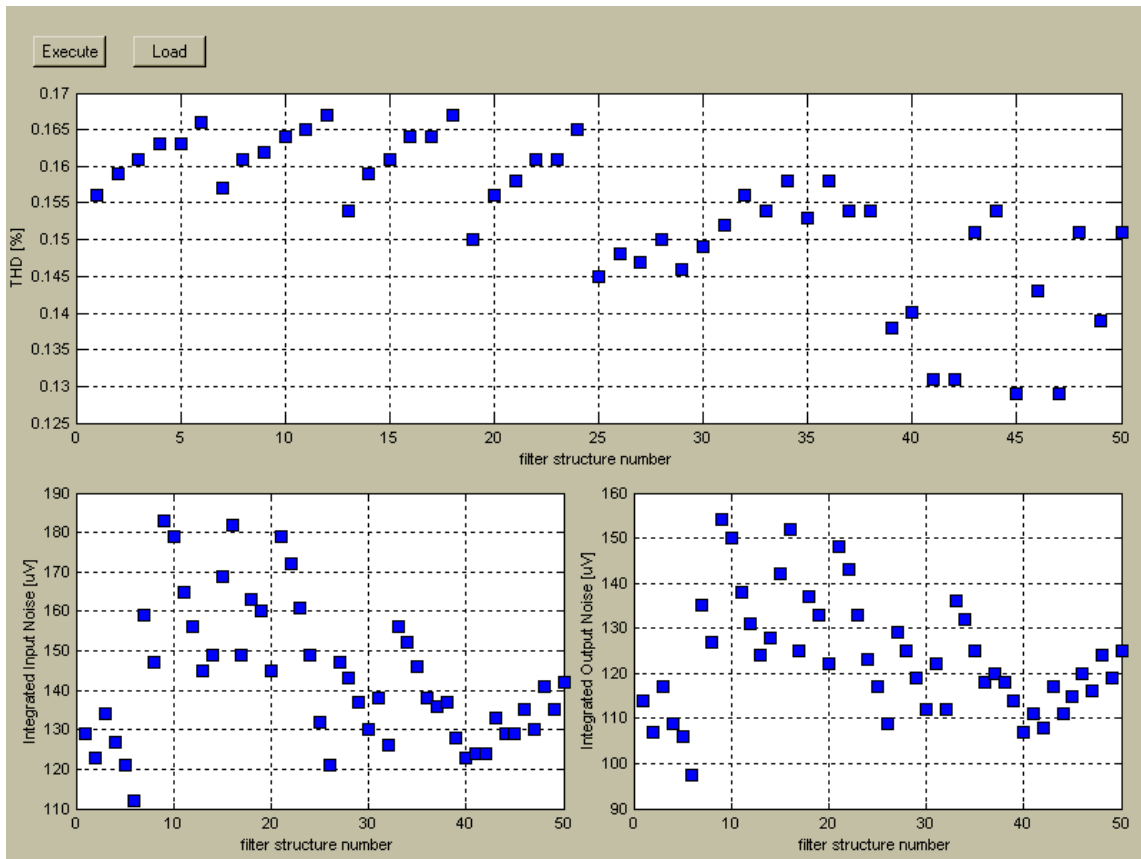 Execute Load
0.17
0.165
0.16
0.155
0.15
0.145
0.14
0.135
0.13
0.125
THD [%]
0 5 10 15 20 25 30 35 40 45 50
filter structure number
190
180
170
160
150
140
130
120
110
Integrated Input Noise [uV]
0 10 20 30 40 50
filter structure number
160
150
140
130
120
110
100
90
Integrated Output Noise [uV]
0 10 20 30 40 50
filter structure number